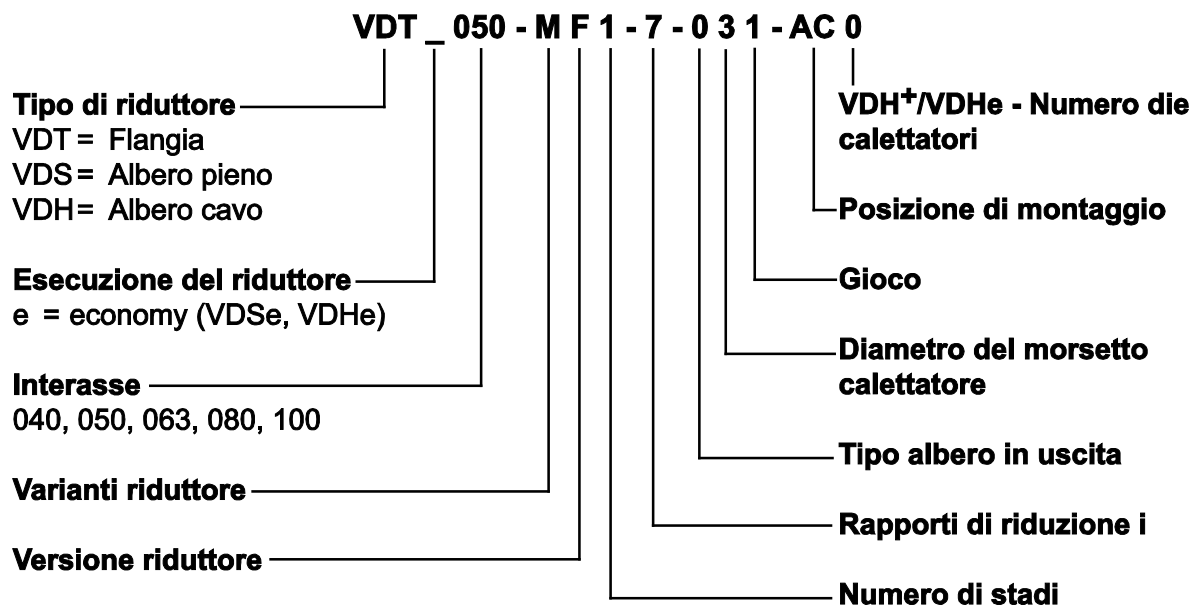 VDT _ 050 - M F 1 - 7 - 0 3 1 - AC 0
Tipo di riduttore
VDT = Flangia
VDS = Albero pieno
VDH = Albero cavo
Esecuzione del riduttore
e = economy (VDSe, VDHe)
Interasse
040, 050, 063, 080, 100
Varianti riduttore
Versione riduttore
VDH+/VDHe - Numero die
calettatori
Posizione di montaggio
Gioco
Diametro del morsetto
calettatore
Tipo albero in uscita
Rapporti di riduzione i
Numero di stadi